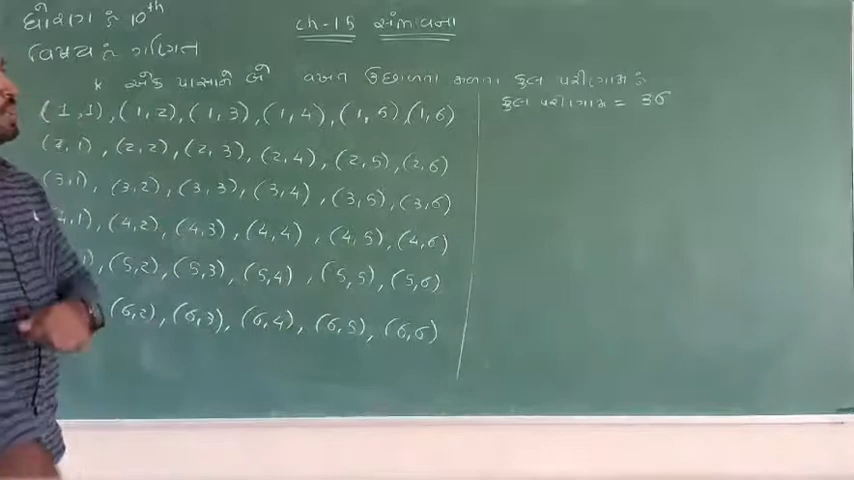 ધોરણ : 10th
વિષય : ગણિત
ch-15 સંભાવના
* એક પાસાને બે વખત ઉછાળતા મળતા કુલ પરિણામ :
(1,1), (1,2), (1,3), (1,4), (1,5), (1,6)
(2,1), (2,2), (2,3), (2,4), (2,5), (2,6)
(3,1), (3,2), (3,3), (3,4), (3,5), (3,6)
4,1), (4,2), (4,3), (4,4), (4,5), (4,6)
1), (5,2), (5,3), (5,4), (5,5), (5,6)
(6,2), (6,3), (6,4), (6,5), (6,6)
કુલ પરિણામ = 36